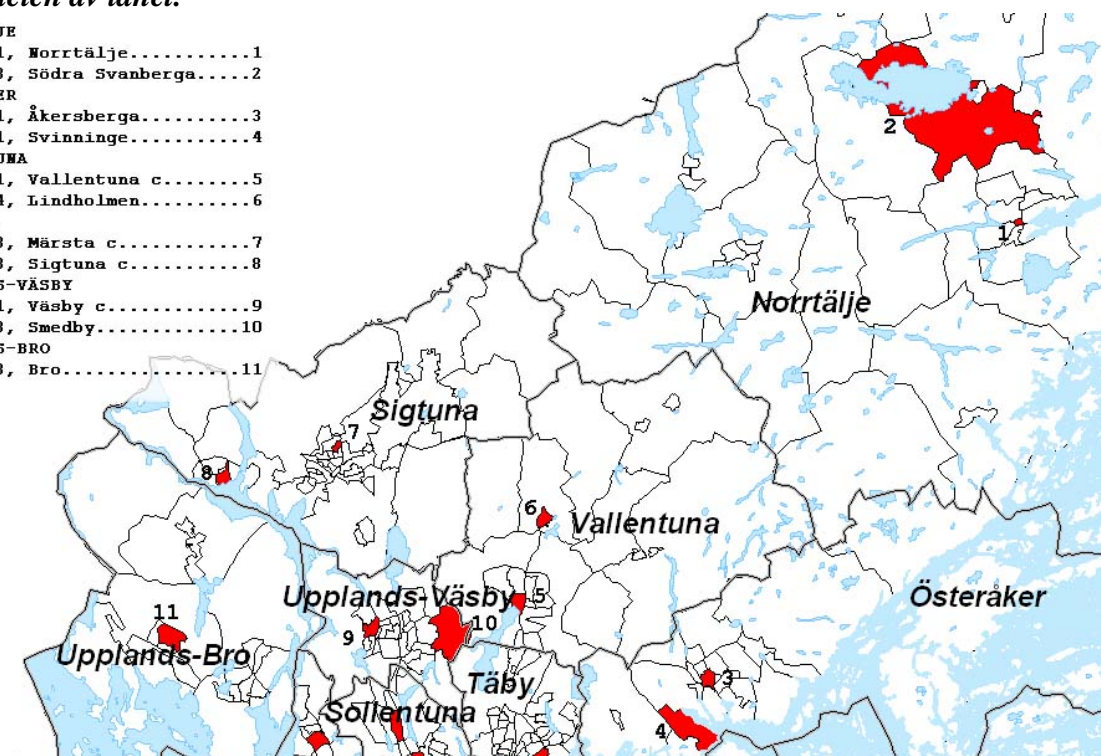 av länet.
JE
1, Norrtälje............1
3, Södra Svanberga......2
ER
1, Åkersberga...........3
1, Svinninge............4
UNA
1, Vallentuna c.........5
4, Lindholmen...........6
3, Märsta c.............7
3, Sigtuna c............8
S-VÄSBY
1, Väsby c..............9
3, Smedby..............10
S-BRO
3, Bro.................11
2
1
Norrtälje
Sigtuna
7
8
6
Vallentuna
Upplands-Väsby
5
Österåker
11
9
10
Upplands-Bro
Täby
3
Sollentuna
4